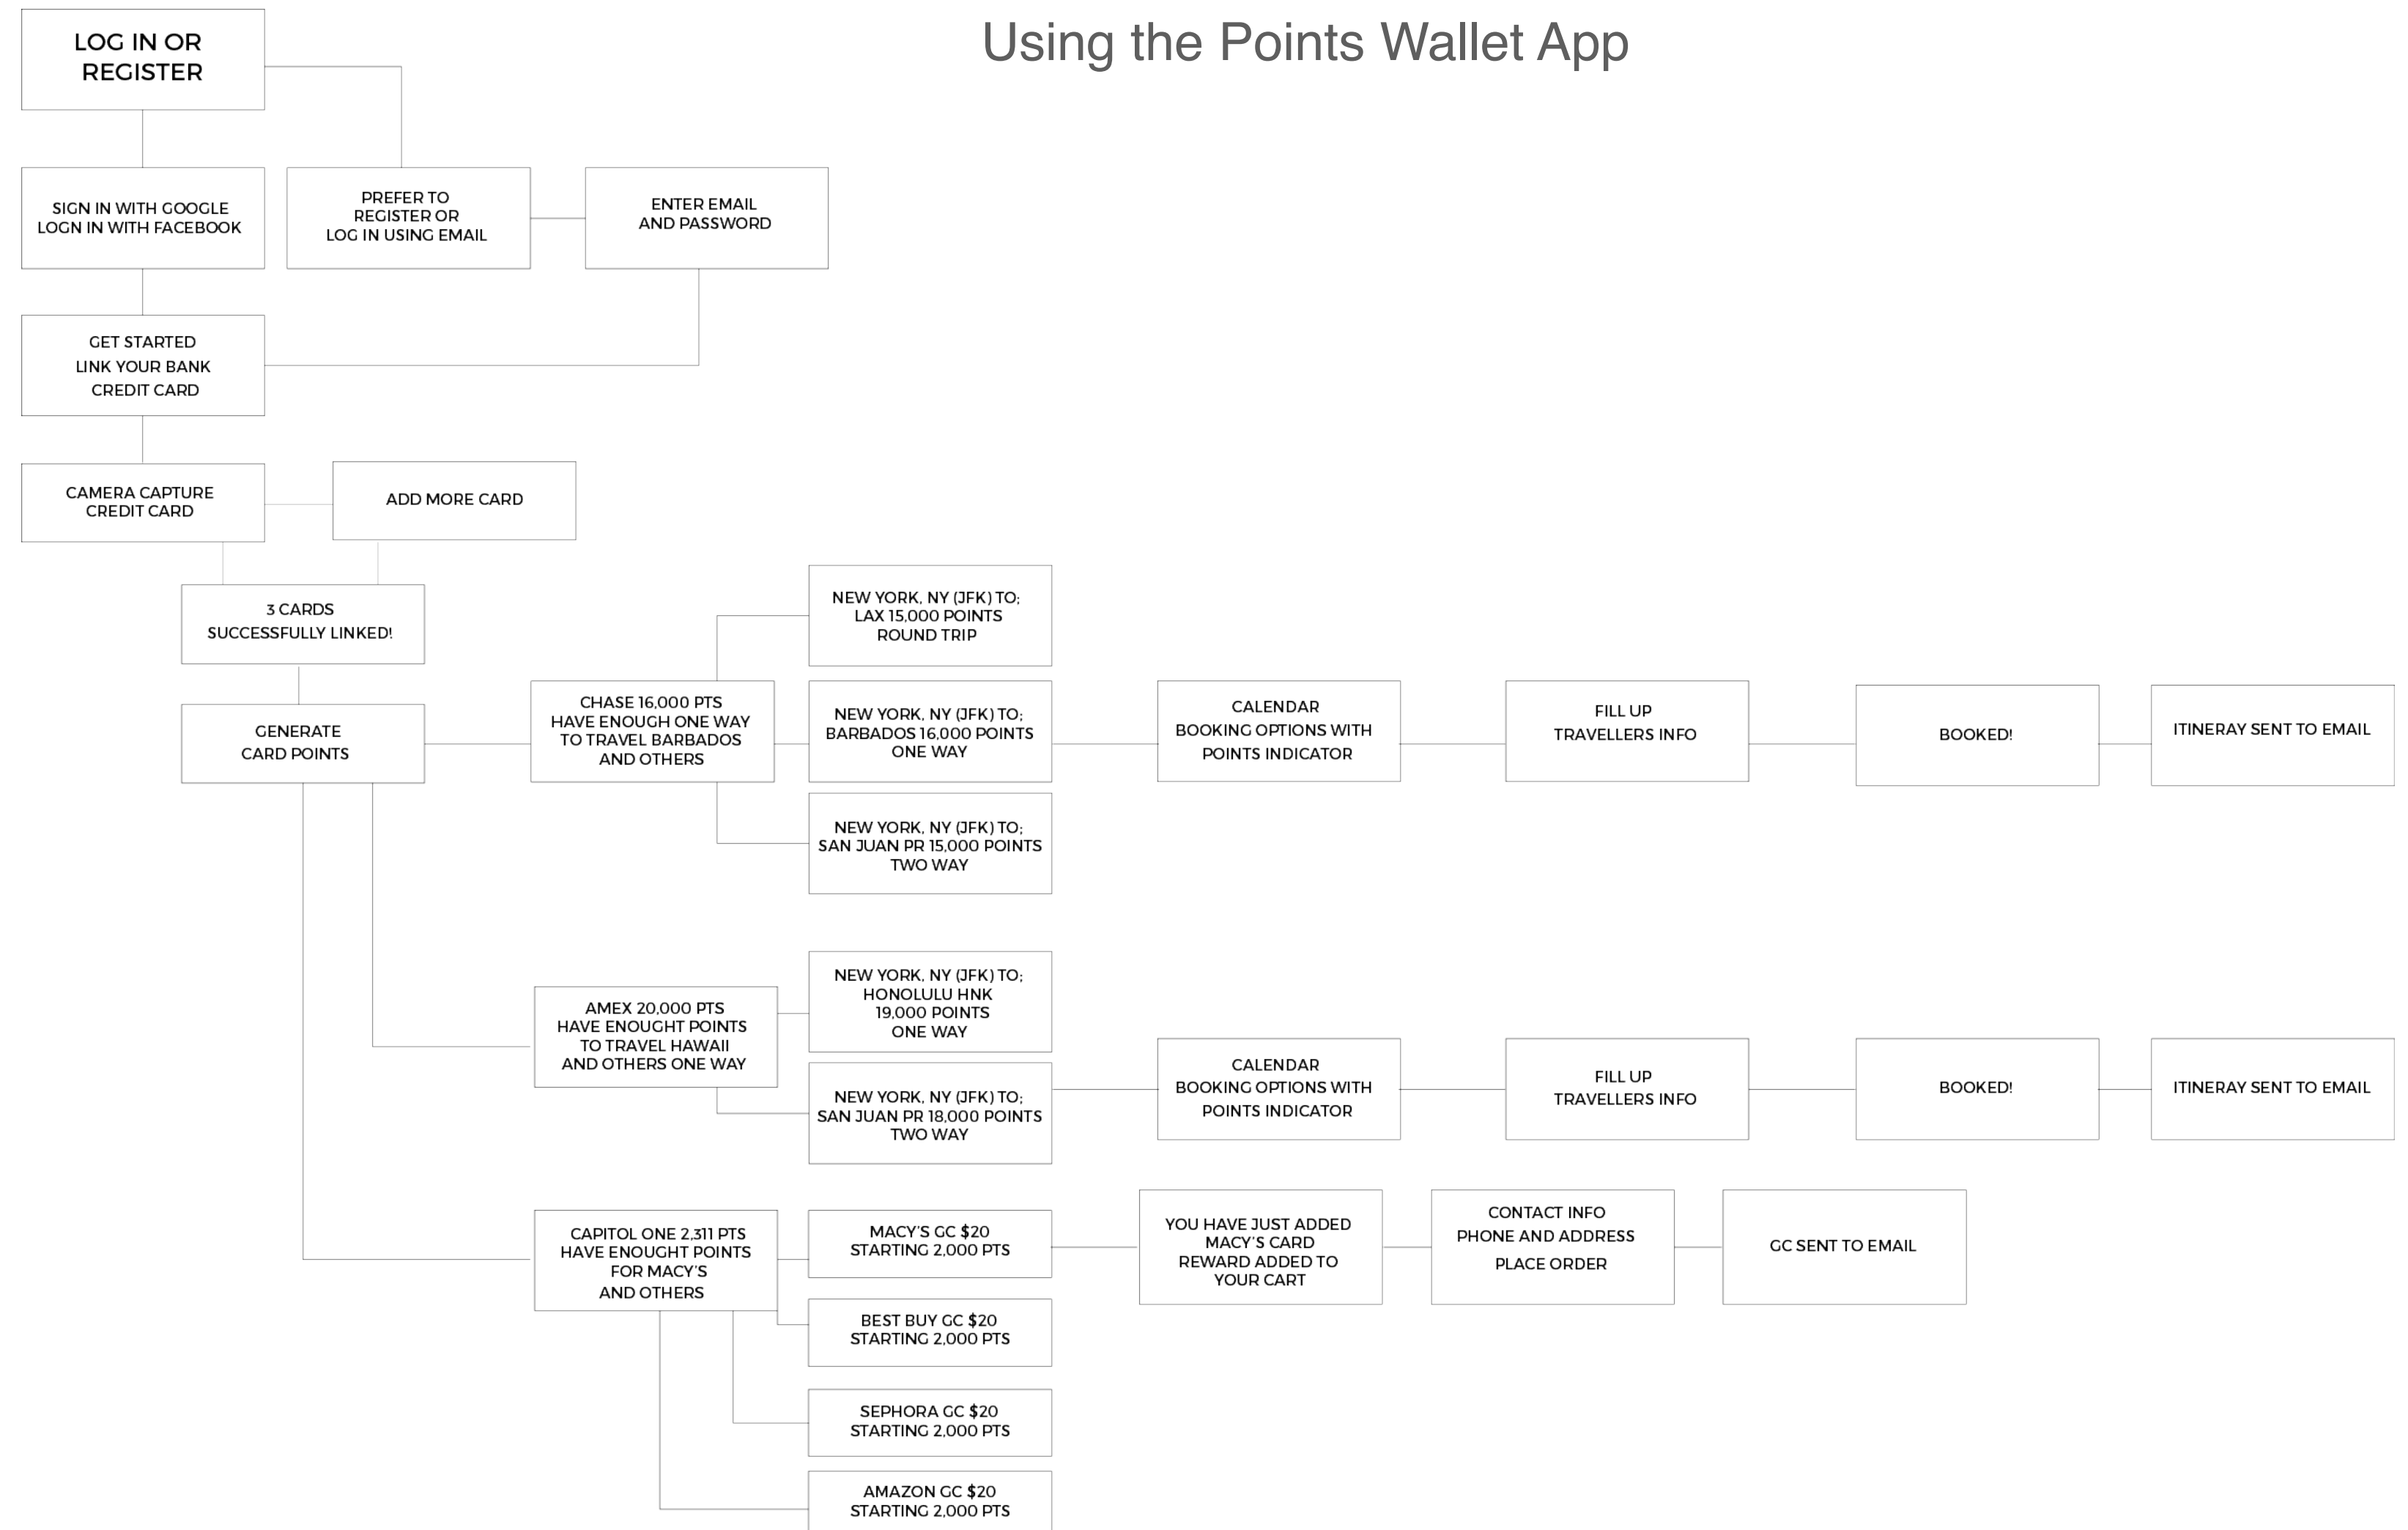 Using the Points Wallet App
LOG IN OR
REGISTER
SIGN IN WITH GOOGLE
LOGN IN WITH FACEBOOK
PREFER TO
REGISTER OR
LOG IN USING EMAIL
ENTER EMAIL
AND PASSWORD
GET STARTED
LINK YOUR BANK
CREDIT CARD
CAMERA CAPTURE
CREDIT CARD
ADD MORE CARD
3 CARDS
SUCCESSFULLY LINKED!
GENERATE
CARD POINTS
CHASE 16,000 PTS
HAVE ENOUGH ONE WAY
TO TRAVEL BARBADOS
AND OTHERS
NEW YORK, NY (JFK) TO;
LAX 15,000 POINTS
ROUND TRIP
NEW YORK, NY (JFK) TO;
BARBADOS 16,000 POINTS
ONE WAY
NEW YORK, NY (JFK) TO;
SAN JUAN PR 15,000 POINTS
TWO WAY
CALENDAR
BOOKING OPTIONS WITH
POINTS INDICATOR
FILL UP
TRAVELLERS INFO
BOOKED!
ITINERAY SENT TO EMAIL
AMEX 20,000 PTS
HAVE ENOUGHT POINTS
TO TRAVEL HAWAII
AND OTHERS ONE WAY
NEW YORK, NY (JFK) TO;
HONOLULU HNK
19,000 POINTS
ONE WAY
NEW YORK, NY (JFK) TO;
SAN JUAN PR 18,000 POINTS
TWO WAY
CALENDAR
BOOKING OPTIONS WITH
POINTS INDICATOR
FILL UP
TRAVELLERS INFO
BOOKED!
ITINERAY SENT TO EMAIL
CAPITOL ONE 2,311 PTS
HAVE ENOUGHT POINTS
FOR MACY'S
AND OTHERS
MACY'S GC $20
STARTING 2,000 PTS
YOU HAVE JUST ADDED
MACY'S CARD
REWARD ADDED TO
YOUR CART
CONTACT INFO
PHONE AND ADDRESS
PLACE ORDER
GC SENT TO EMAIL
BEST BUY GC $20
STARTING 2,000 PTS
SEPHORA GC $20
STARTING 2,000 PTS
AMAZON GC $20
STARTING 2,000 PTS